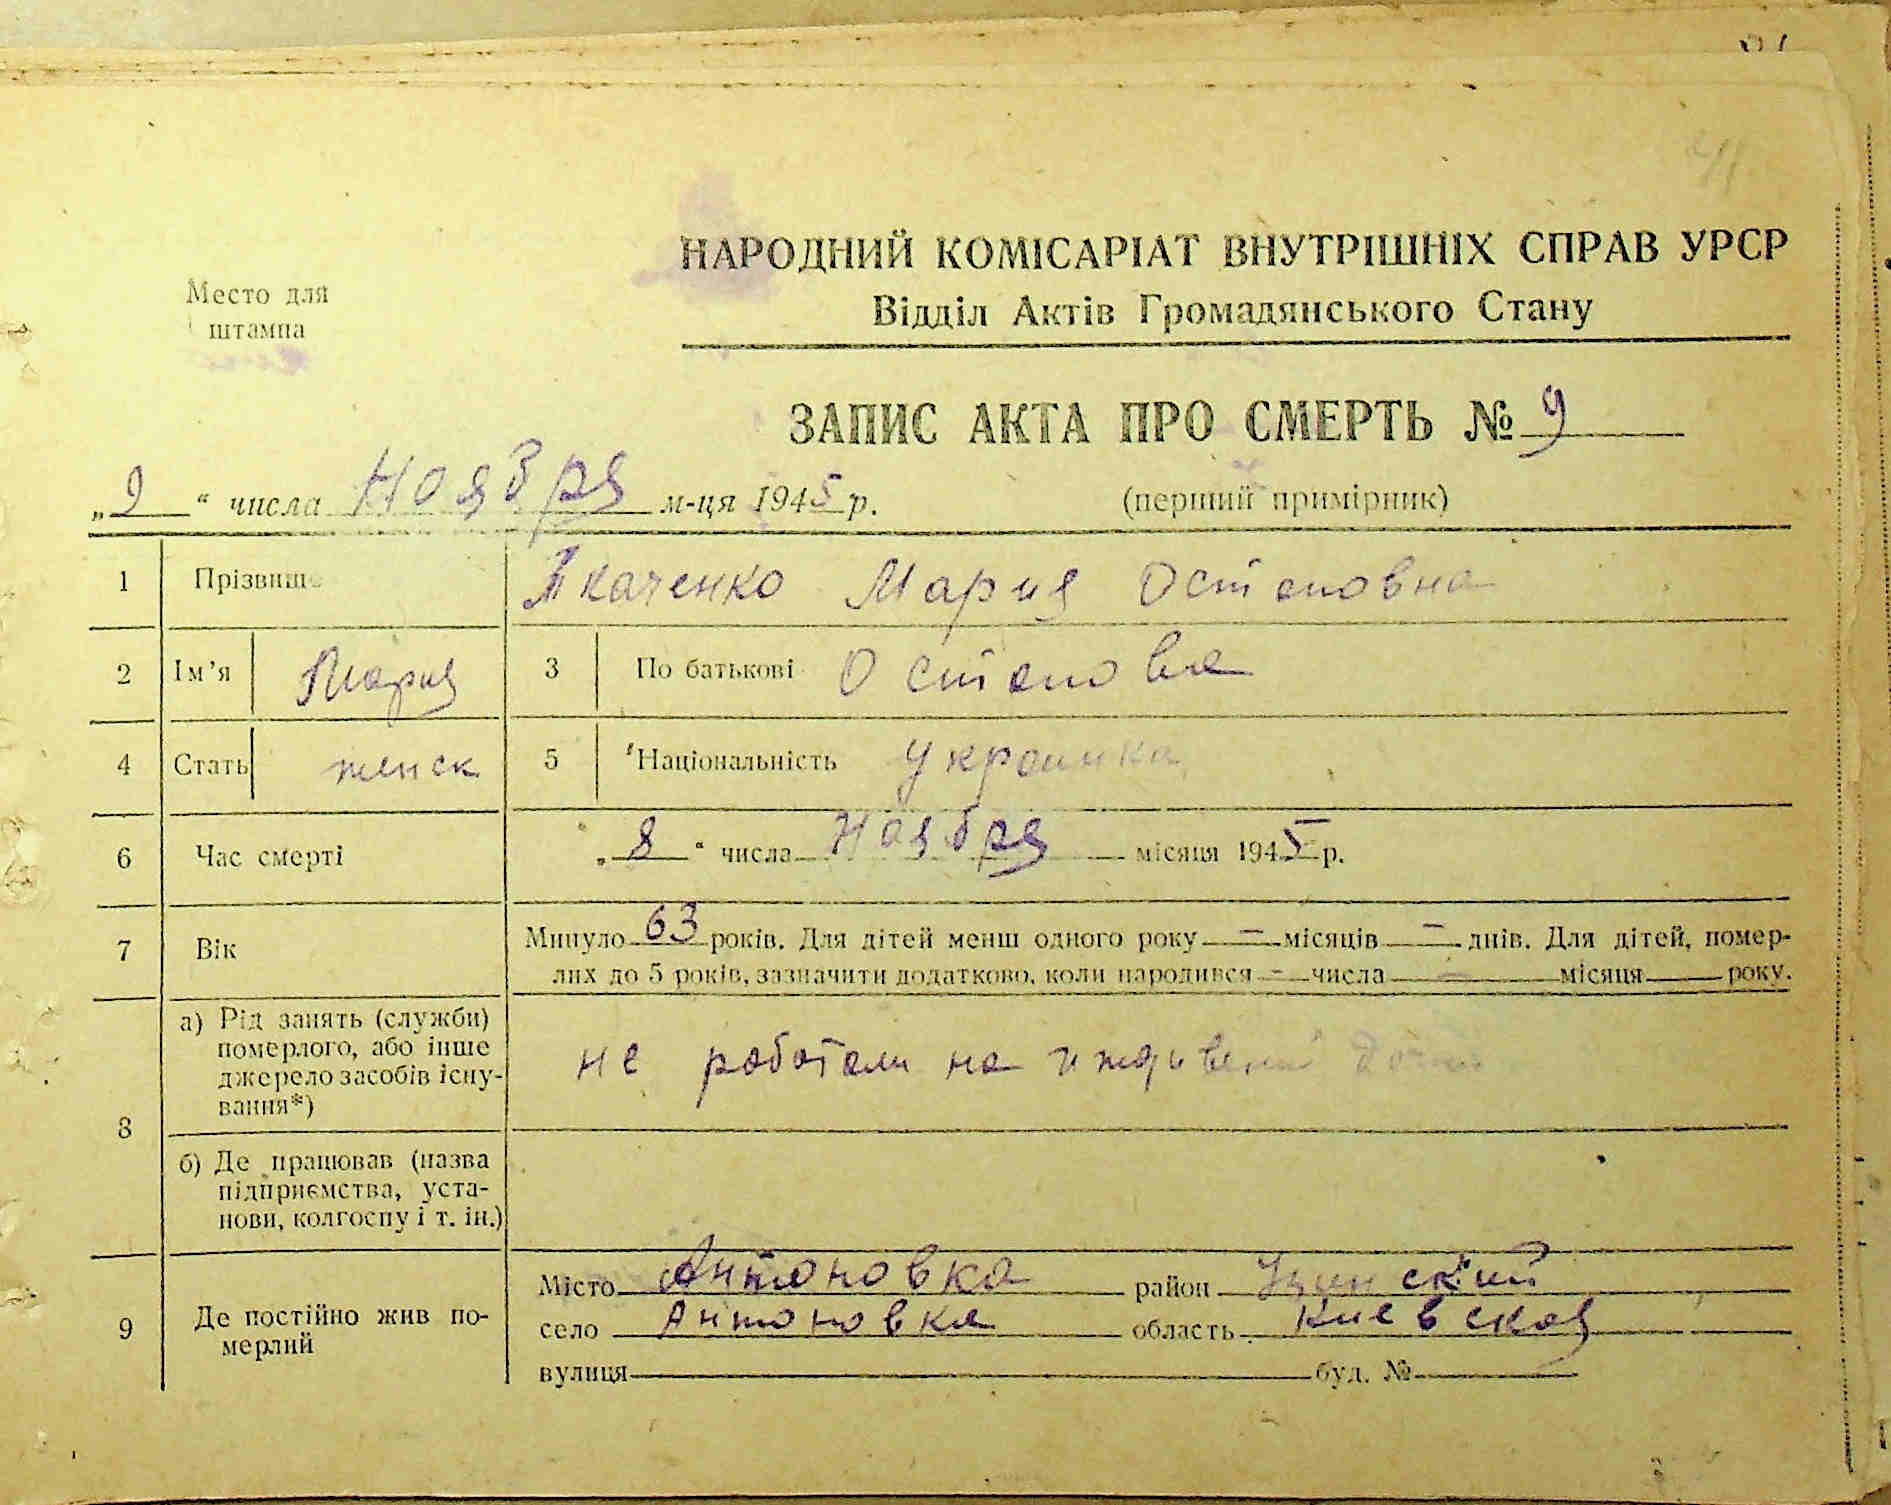 Место для
штампа
НАРОДНИЙ КОМІСАРІАТ ВНУТРІШНІХ СПРАВ УРСР
Відділ Актів Громадянського Стану
ЗАПИС АКТА ПРО СМЕРТЬ № 9
„9“ числа Ноября м-ця 1945 р. (перший примірник)
1 Прізвище Ткаченко Мария Остаповна
2 Ім’я Мария 3 По батькові Остаповна
4 Стать женск 5 Національність Украинка
6 Час смерті „8“ числа Ноября місяця 1945 р.
7 Вік Минуло 63 років. Для дітей менш одного року — місяців — днів. Для дітей, помер-
лих до 5 років, зазначити додатково, коли народився - числа — місяця року.
8 а) Рід занять (служби)
померлого, або інше
джерело засобів існу-
вання*)
не работала на иждивении
б) Де працював (назва
підприємства, уста-
нови, колгоспу і т. ін.)
9 Де постійно жив по-
мерлий
Місто Антоновка район
село Антоновка область Киевская
вулиця буд. №